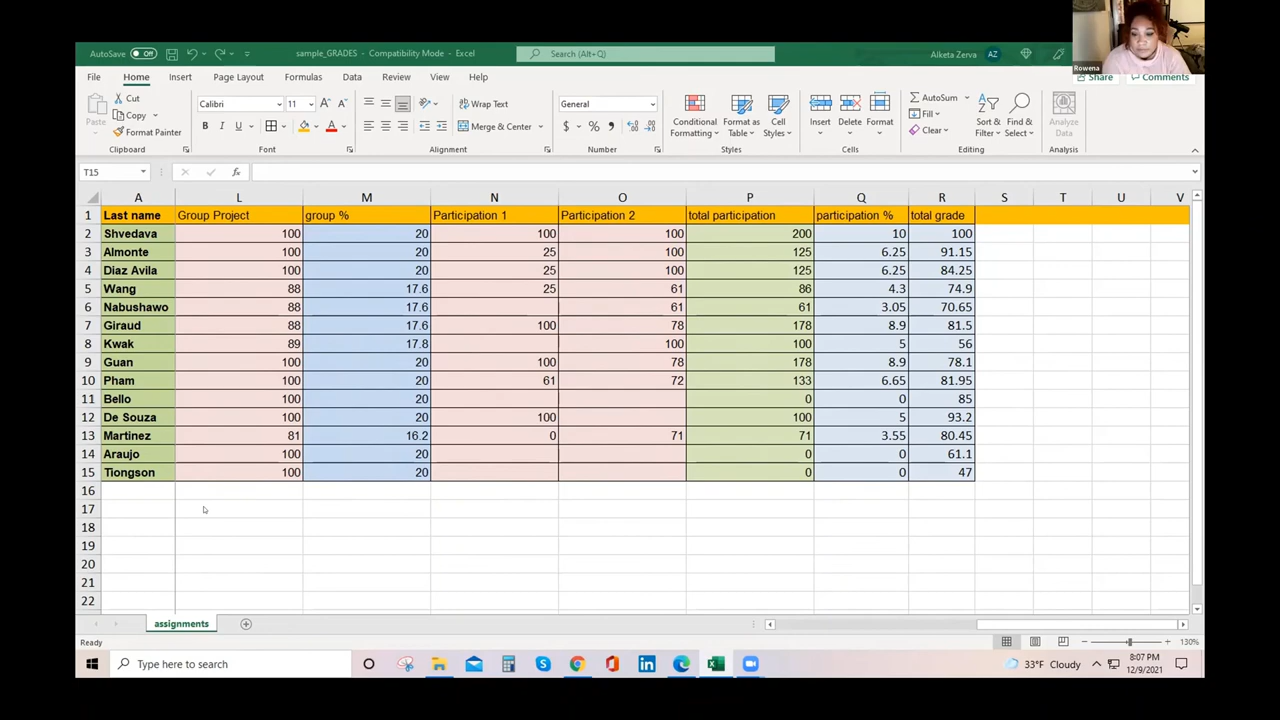 AutoSave Off sample_GRADES - Compatibility Mode - Excel Search (Alt+Q) Alketa Zerva AZ
Rowena
File Home Insert Page Layout Formulas Data Review View Help Share Comments
Paste Cut Copy Format Painter Clipboard
Calibri 11 B I U Font
Wrap Text Merge & Center Alignment
General $ % , Number
Conditional Formatting Format as Table Cell Styles Styles
Insert Delete Format Cells
AutoSum Fill Clear Sort & Filter Find & Select Editing
Analyze Data Analysis
T15 fx
A L M N O P Q R S T U V
1 Last name Group Project group % Participation 1 Participation 2 total participation participation % total grade
2 Shvedava 100 20 100 100 200 10 100
3 Almonte 100 20 25 100 125 6.25 91.15
4 Diaz Avila 100 20 25 100 125 6.25 84.25
5 Wang 88 17.6 25 61 86 4.3 74.9
6 Nabushawo 88 17.6 61 61 3.05 70.65
7 Giraud 88 17.6 100 78 178 8.9 81.5
8 Kwak 89 17.8 100 100 5 56
9 Guan 100 20 100 78 178 8.9 78.1
10 Pham 100 20 61 72 133 6.65 81.95
11 Bello 100 20 0 0 85
12 De Souza 100 20 100 100 5 93.2
13 Martinez 81 16.2 0 71 71 3.55 80.45
14 Araujo 100 20 0 0 61.1
15 Tiongson 100 20 0 0 47
16
17
18
19
20
21
22
assignments
Ready 130%
Type here to search 33°F Cloudy 8:07 PM
12/9/2021